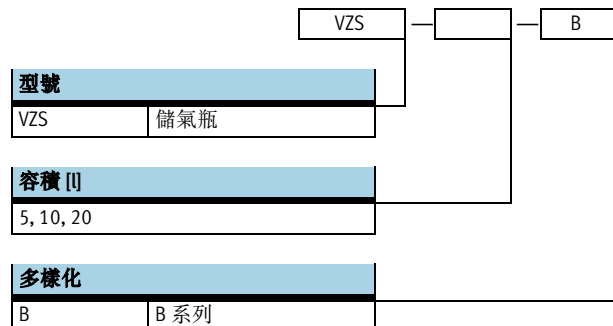 VZS — — B
型號
VZS 儲氣瓶
容積 [l]
5, 10, 20
多樣化
B B 系列